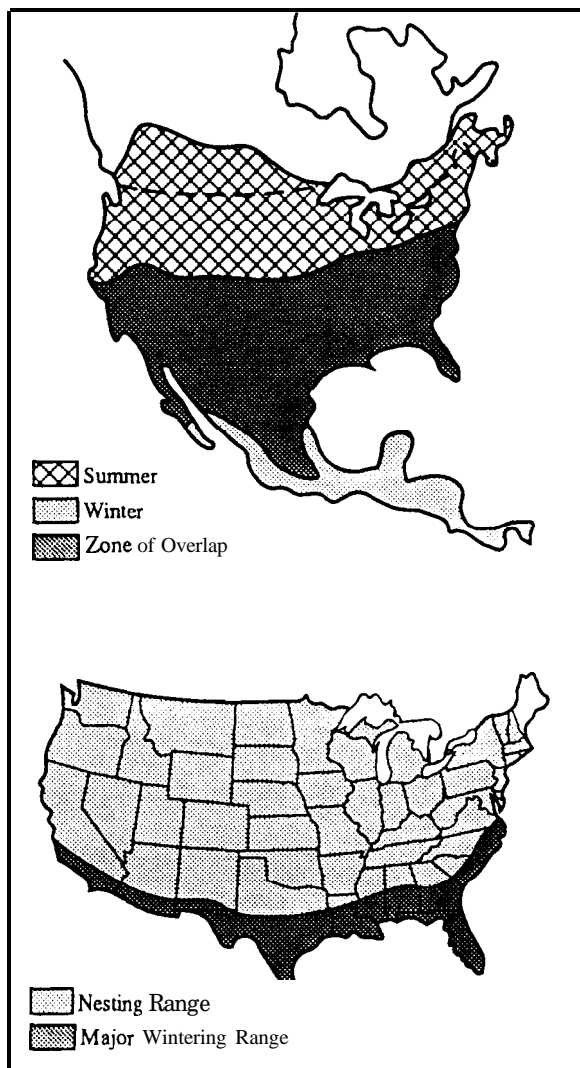 Summer
Winter
Zone of Overlap
Nesting Range
Major Wintering Range